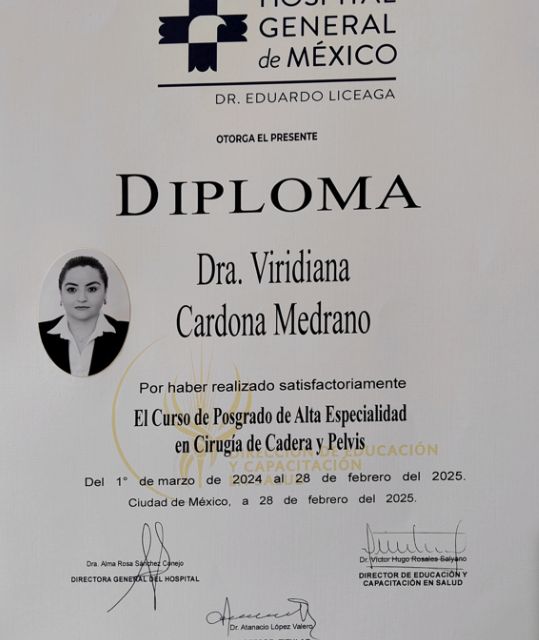 HOSPITAL
GENERAL
de MÉXICO
DR. EDUARDO LICEAGA
OTORGA EL PRESENTE
DIPLOMA
Dra. Viridiana
Cardona Medrano
Por haber realizado satisfactoriamente
El Curso de Posgrado de Alta Especialidad
en Cirugía de Cadera y Pelvis
DIRECCIÓN DE EDUCACIÓN
Y CAPACITACIÓN
EN SALUD
Del 1° de marzo de 2024 al 28 de febrero del 2025.
Ciudad de México, a 28 de febrero del 2025.
Dra. Alma Rosa Sánchez Conejo
DIRECTORA GENERAL DEL HOSPITAL
Dr. Víctor Hugo Rosales Salyano
DIRECTOR DE EDUCACIÓN Y
CAPACITACIÓN EN SALUD
Dr. Atanacio López Valero